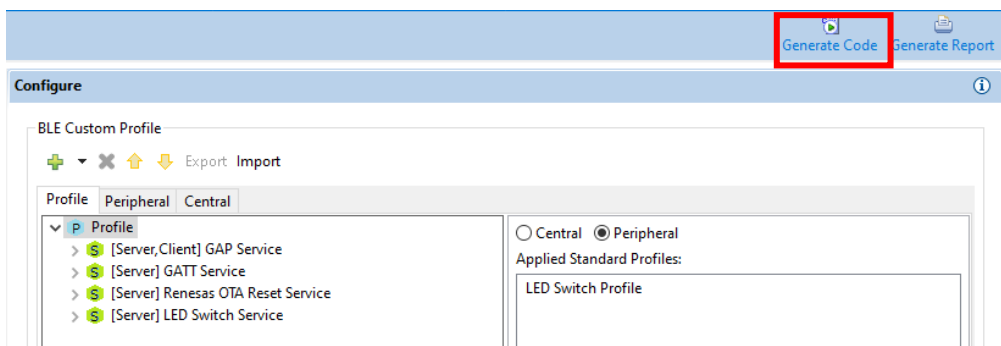 Generate Code Generate Report
Configure
BLE Custom Profile
Export Import
Profile Peripheral Central
P Profile
S [Server,Client] GAP Service
S [Server] GATT Service
S [Server] Renesas OTA Reset Service
S [Server] LED Switch Service
Central Peripheral
Applied Standard Profiles:
LED Switch Profile